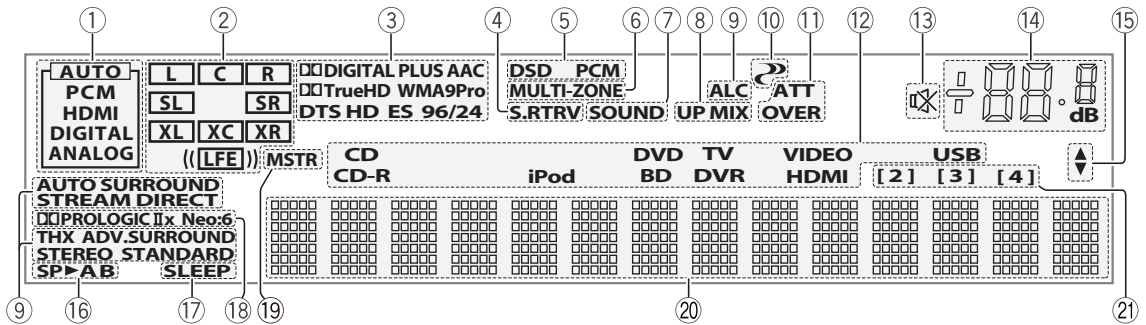 ① ② ③ ④ ⑤ ⑥ ⑦ ⑧ ⑨ ⑩ ⑪ ⑫ ⑬ ⑭ ⑮
AUTO
PCM
HDMI
DIGITAL
ANALOG
L C R
SL SR
XL XC XR
((LFE))
DIGITAL PLUS AAC
TrueHD WMA9Pro
DTS HD ES 96/24
DSD PCM
MULTI-ZONE
S.RTRV SOUND UP MIX
ALC
ATT
OVER
-88.8
dB
MSTR
CD DVD TV VIDEO USB
CD-R iPod BD DVR HDMI
[2] [3] [4]
AUTO SURROUND
STREAM DIRECT
PROLOGIC IIx Neo:6
THX ADV.SURROUND
STEREO STANDARD
SP►AB SLEEP
⑨ ⑯ ⑰ ⑱ ⑲ ⑳ ㉑